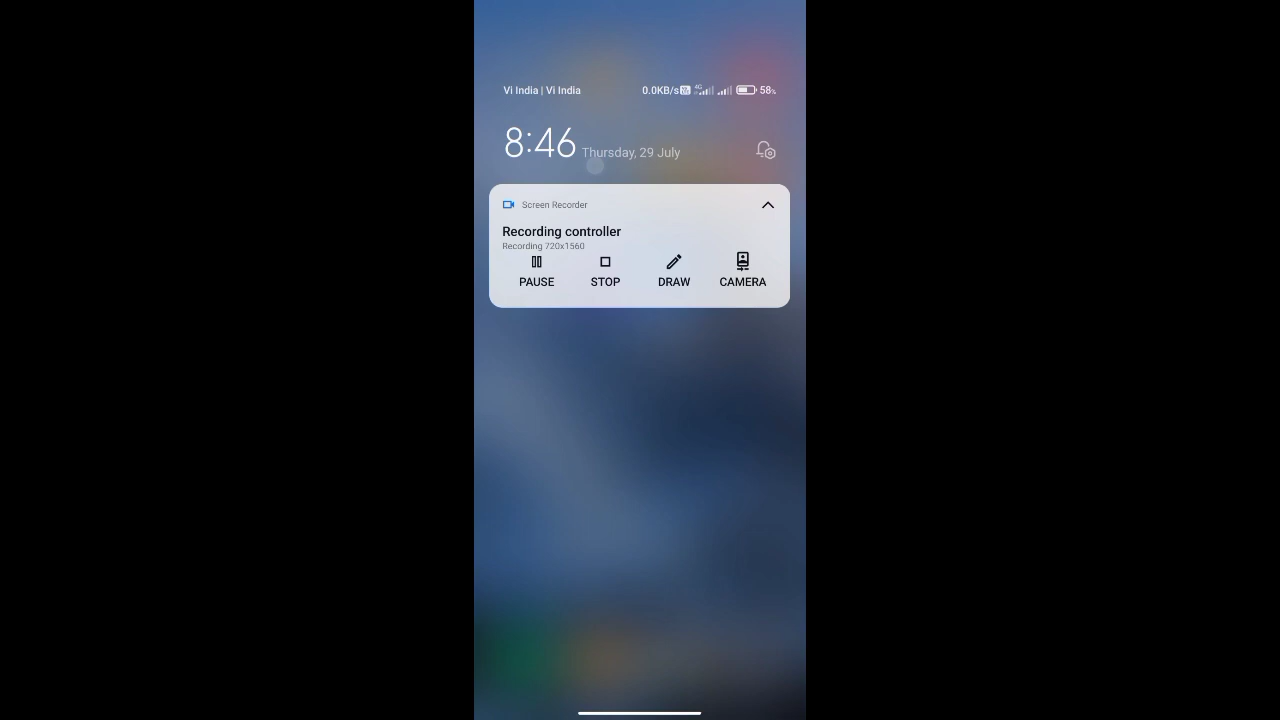 Vi India | Vi India 0.0KB/s 4G 58%
8:46 Thursday, 29 July
Screen Recorder
Recording controller
Recording 720x1560
PAUSE STOP DRAW CAMERA